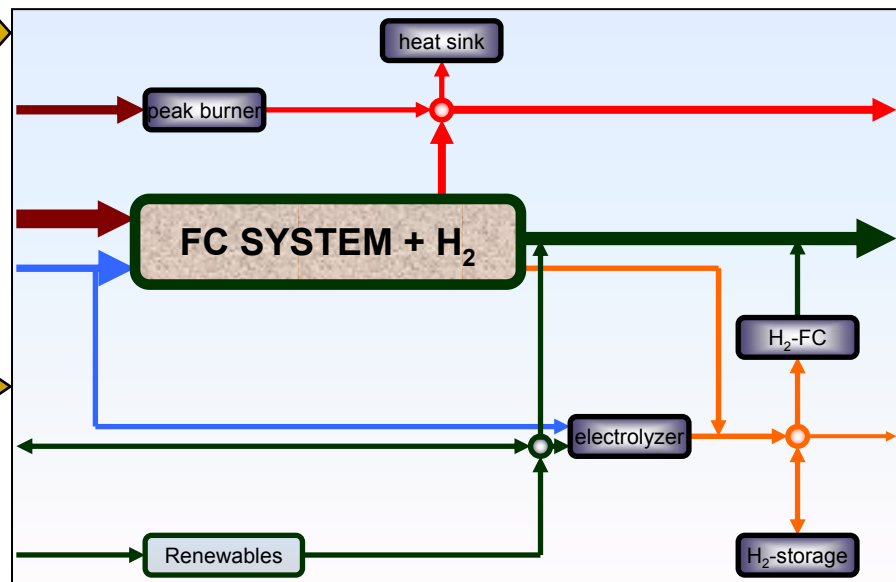 heat sink
peak burner
FC SYSTEM + H₂
H₂-FC
electrolyzer
Renewables
H₂-storage